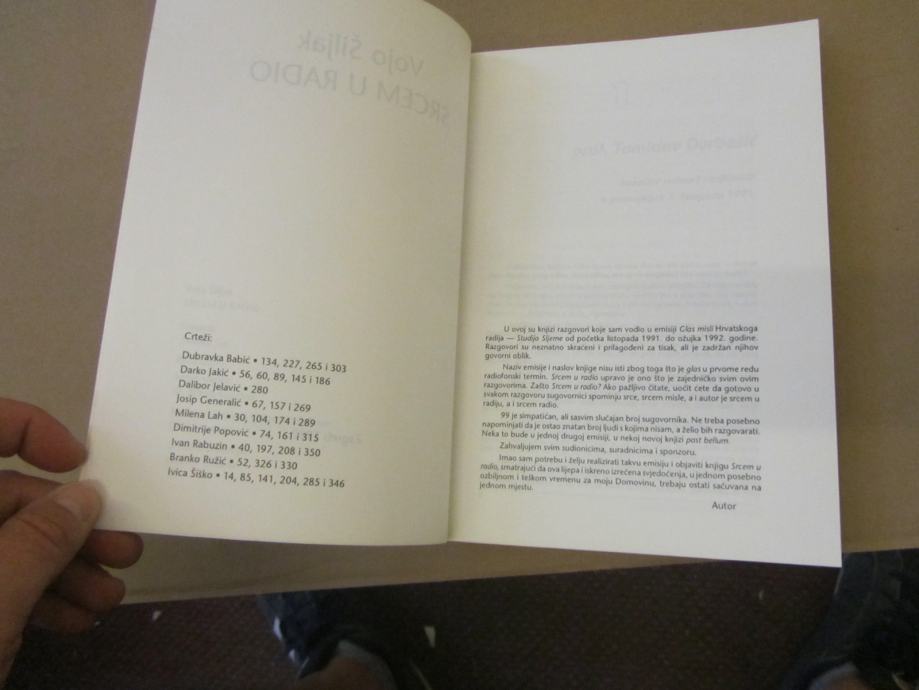 Vojo Šiljak
SRCEM U RADIO
Crteži:
Dubravka Babić • 134, 227, 265 i 303
Darko Jakić • 56, 60, 89, 145 i 186
Dalibor Jelavić • 280
Josip Generalić • 67, 157 i 269
Milena Lah • 30, 104, 174 i 289
Dimitrije Popović • 74, 161 i 315
Ivan Rabuzin • 40, 197, 208 i 350
Branko Ružić • 52, 326 i 330
Ivica Šiško • 14, 85, 141, 204, 285 i 346
U ovoj su knjizi razgovori koje sam vodio u emisiji Glas misli Hrvatskoga
radija — Studija Sljeme od početka listopada 1991. do ožujka 1992. godine.
Razgovori su neznatno skraćeni i prilagođeni za tisak, ali je zadržan njihov
govorni oblik.
Naziv emisije i naslov knjige nisu isti zbog toga što je glas u prvome redu
radiofonski termin. Srcem u radio upravo je ono što je zajedničko svim ovim
razgovorima. Zašto Srcem u radio? Ako pažljivo čitate, uočit ćete da gotovo u
svakom razgovoru sugovornici spominju srce, srcem misle, a i autor je srcem u
radiju, a i srcem radio.
99 je simpatičan, ali sasvim slučajan broj sugovornika. Ne treba posebno
napominjati da je ostao znatan broj ljudi s kojima nisam, a želio bih razgovarati.
Neka to bude u jednoj drugoj emisiji, u nekoj novoj knjizi post bellum.
Zahvaljujem svim sudionicima, suradnicima i sponzoru.
Imao sam potrebu i želju realizirati takvu emisiju i objaviti knjigu Srcem u
radio, smatrajući da ova lijepa i iskreno izrečena svjedočenja, u jednom posebno
ozbiljnom i teškom vremenu za moju Domovinu, trebaju ostati sačuvana na
jednom mjestu.
Autor